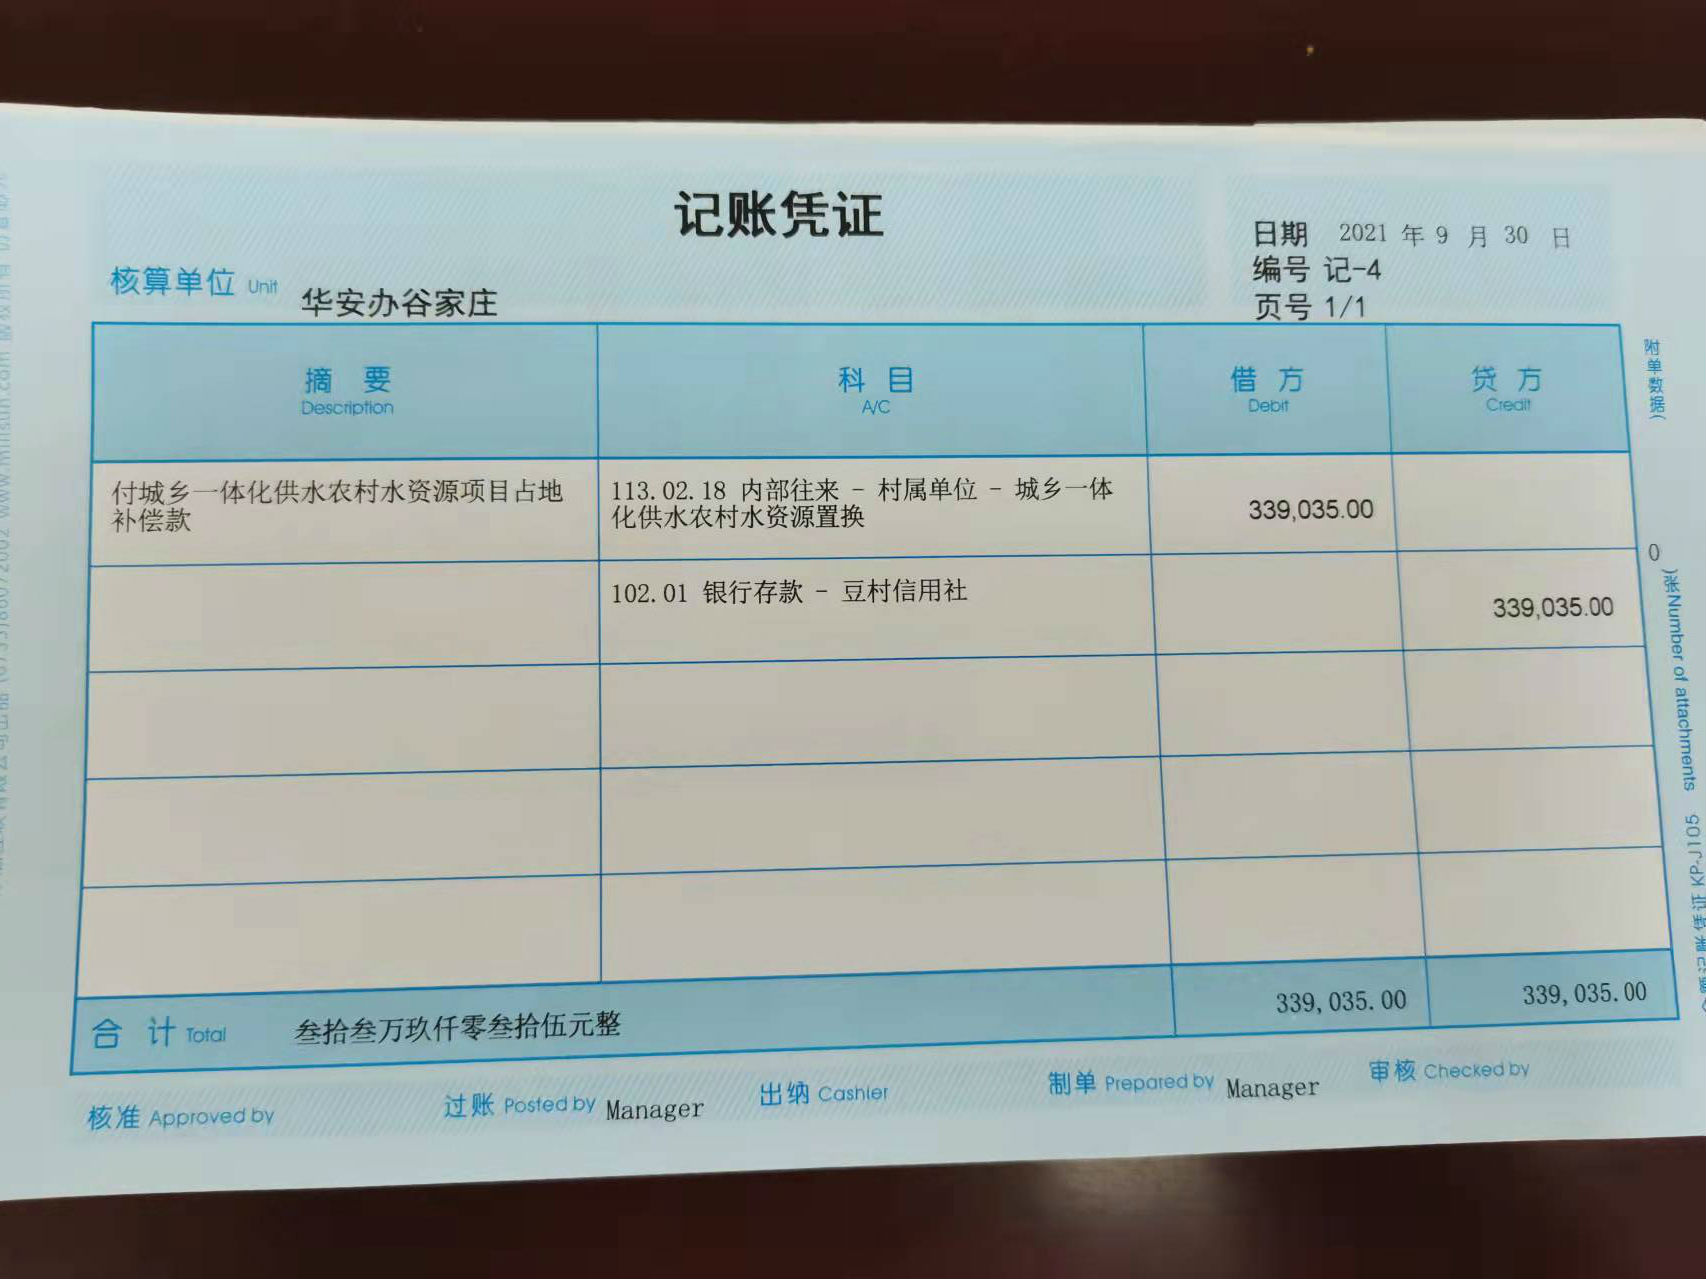 记账凭证
日期 2021 年 9 月 30 日
编号 记-4
页号 1/1
核算单位 Unit 华安办谷家庄
摘 要 科 目 借 方 贷 方
Description A/C Debit Credit
付城乡一体化供水农村水资源项目占地
补偿款
113.02.18 内部往来 - 村属单位 - 城乡一体
化供水农村水资源置换
339,035.00
102.01 银行存款 - 豆村信用社
339,035.00
合 计 Total 叁拾叁万玖仟零叁拾伍元整 339,035.00 339,035.00
核准 Approved by 过账 Posted by Manager 出纳 Cashier 制单 Prepared by Manager 审核 Checked by
附单数据（ 0 张）Number of attachments
记账凭证 KP-J105